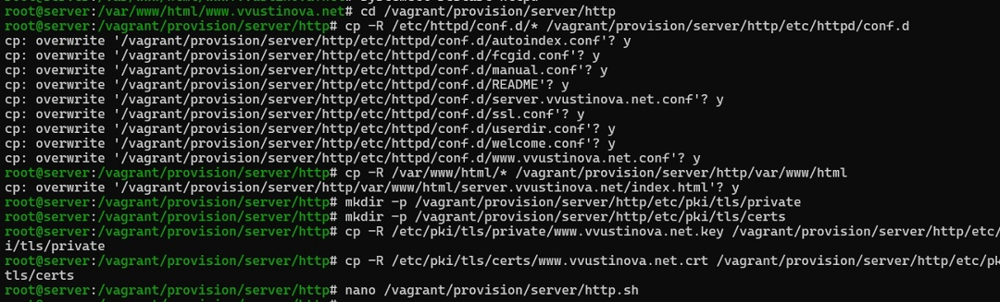 root@server:/var/www/html/www.vvustinova.net# systemctl restart httpd
root@server:/var/www/html/www.vvustinova.net# cd /vagrant/provision/server/http
root@server:/vagrant/provision/server/http# cp -R /etc/httpd/conf.d/* /vagrant/provision/server/http/etc/httpd/conf.d
cp: overwrite '/vagrant/provision/server/http/etc/httpd/conf.d/autoindex.conf'? y
cp: overwrite '/vagrant/provision/server/http/etc/httpd/conf.d/fcgid.conf'? y
cp: overwrite '/vagrant/provision/server/http/etc/httpd/conf.d/manual.conf'? y
cp: overwrite '/vagrant/provision/server/http/etc/httpd/conf.d/README'? y
cp: overwrite '/vagrant/provision/server/http/etc/httpd/conf.d/server.vvustinova.net.conf'? y
cp: overwrite '/vagrant/provision/server/http/etc/httpd/conf.d/ssl.conf'? y
cp: overwrite '/vagrant/provision/server/http/etc/httpd/conf.d/userdir.conf'? y
cp: overwrite '/vagrant/provision/server/http/etc/httpd/conf.d/welcome.conf'? y
cp: overwrite '/vagrant/provision/server/http/etc/httpd/conf.d/www.vvustinova.net.conf'? y
root@server:/vagrant/provision/server/http# cp -R /var/www/html/* /vagrant/provision/server/http/var/www/html
cp: overwrite '/vagrant/provision/server/http/var/www/html/server.vvustinova.net/index.html'? y
root@server:/vagrant/provision/server/http# mkdir -p /vagrant/provision/server/http/etc/pki/tls/private
root@server:/vagrant/provision/server/http# mkdir -p /vagrant/provision/server/http/etc/pki/tls/certs
root@server:/vagrant/provision/server/http# cp -R /etc/pki/tls/private/www.vvustinova.net.key /vagrant/provision/server/http/etc/
i/tls/private
root@server:/vagrant/provision/server/http# cp -R /etc/pki/tls/certs/www.vvustinova.net.crt /vagrant/provision/server/http/etc/pk
tls/certs
root@server:/vagrant/provision/server/http# nano /vagrant/provision/server/http.sh